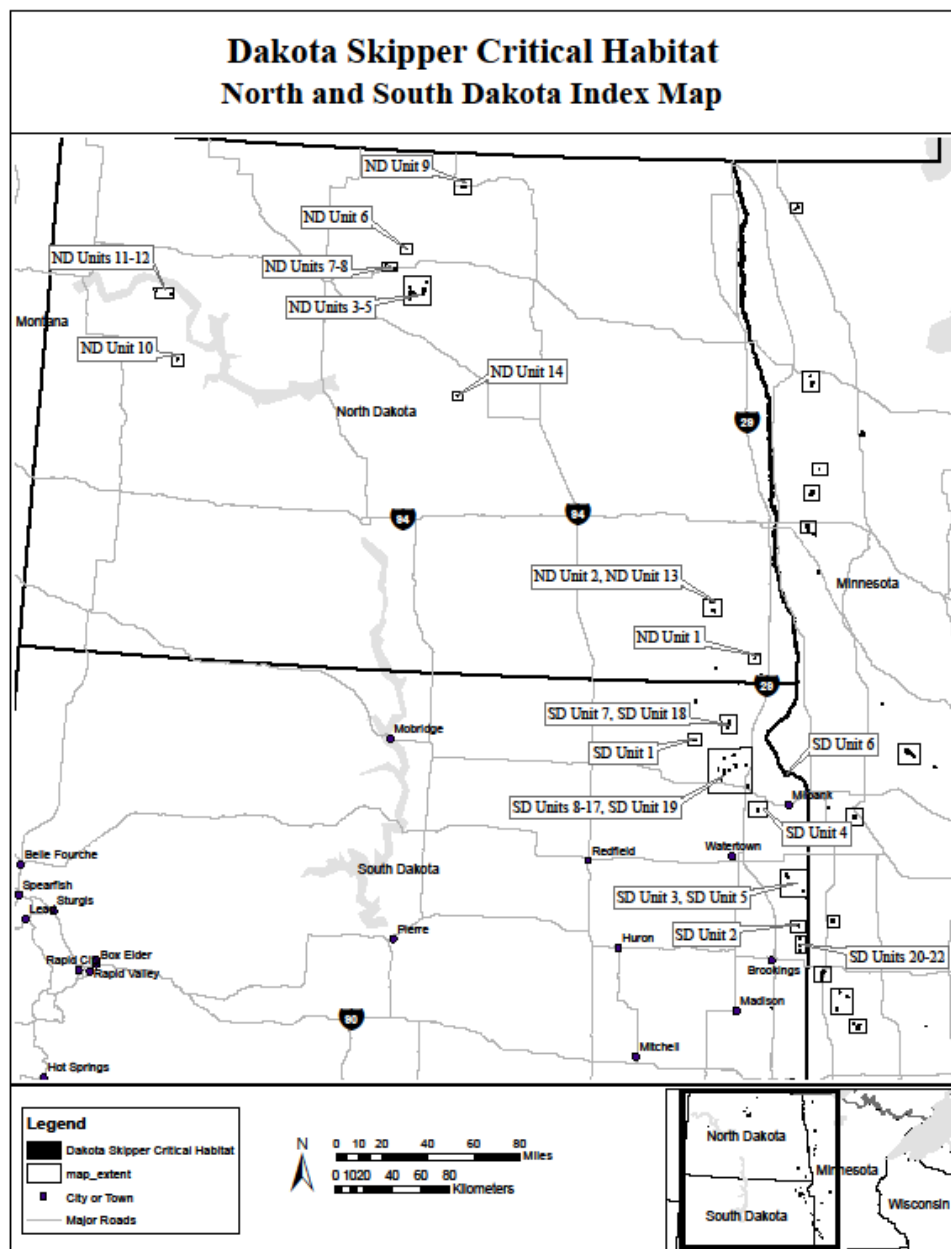 Dakota Skipper Critical Habitat
North and South Dakota Index Map
ND Unit 9
ND Unit 6
ND Units 11-12
ND Units 7-8
ND Units 3-5
Montana
ND Unit 10
ND Unit 14
North Dakota
29
94
94
ND Unit 2, ND Unit 13
Minnesota
ND Unit 1
29
SD Unit 7, SD Unit 18
Mobridge
SD Unit 1
SD Unit 6
SD Units 8-17, SD Unit 19
Milbank
SD Unit 4
Belle Fourche
Redfield
Watertown
South Dakota
Spearfish
SD Unit 3, SD Unit 5
Lead
Sturgis
Pierre
SD Unit 2
Huron
SD Units 20-22
Box Elder
Rapid City
Rapid Valley
Brookings
Madison
90
Mitchell
Hot Springs
Legend
Dakota Skipper Critical Habitat
map_extent
City or Town
Major Roads
N
0 10 20 40 60 80
Miles
0 10 20 40 60 80
Kilometers
North Dakota
Minnesota
South Dakota
Wisconsin